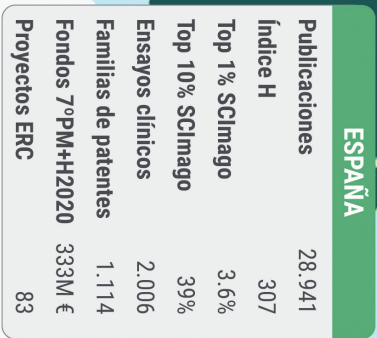 ESPAÑA
Publicaciones 28.941
Índice H 307
Top 1% SCImago 3.6%
Top 10% SCImago 39%
Ensayos clínicos 2.006
Familias de patentes 1.114
Fondos 7ºPM+H2020 333M €
Proyectos ERC 83